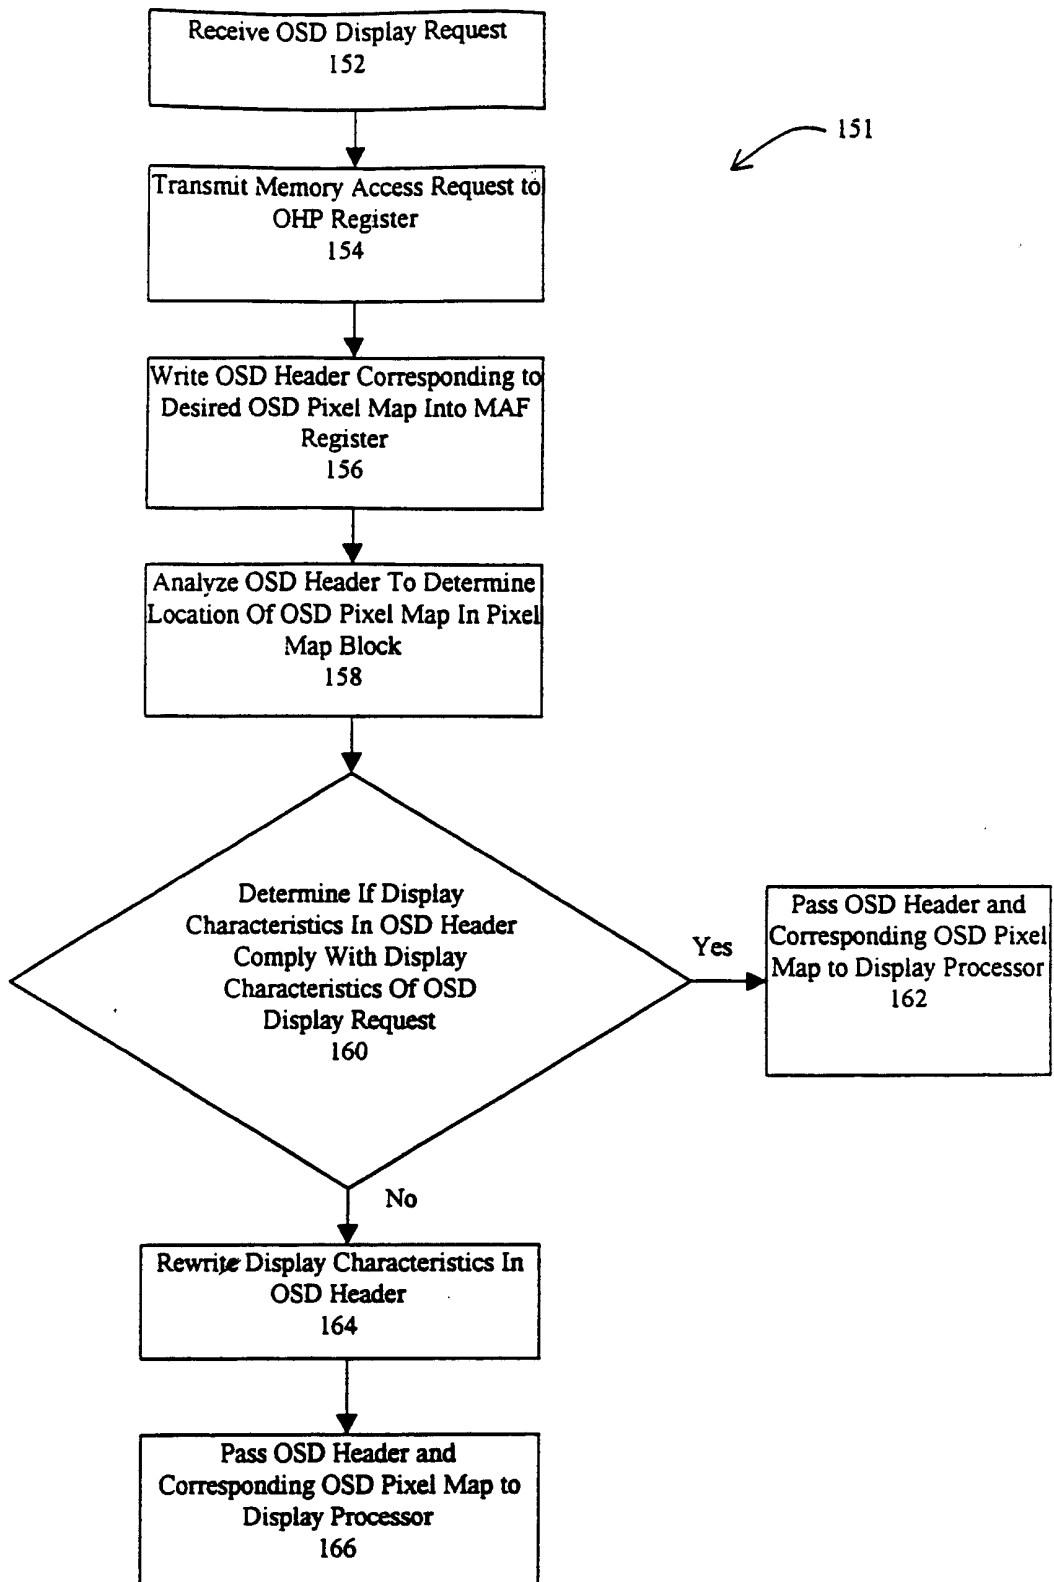 Receive OSD Display Request
152
151
Transmit Memory Access Request to
OHP Register
154
Write OSD Header Corresponding to
Desired OSD Pixel Map Into MAF
Register
156
Analyze OSD Header To Determine
Location Of OSD Pixel Map In Pixel
Map Block
158
Determine If Display
Characteristics In OSD Header
Comply With Display
Characteristics Of OSD
Display Request
160
Yes
Pass OSD Header and
Corresponding OSD Pixel
Map to Display Processor
162
No
Rewrite Display Characteristics In
OSD Header
164
Pass OSD Header and
Corresponding OSD Pixel Map to
Display Processor
166